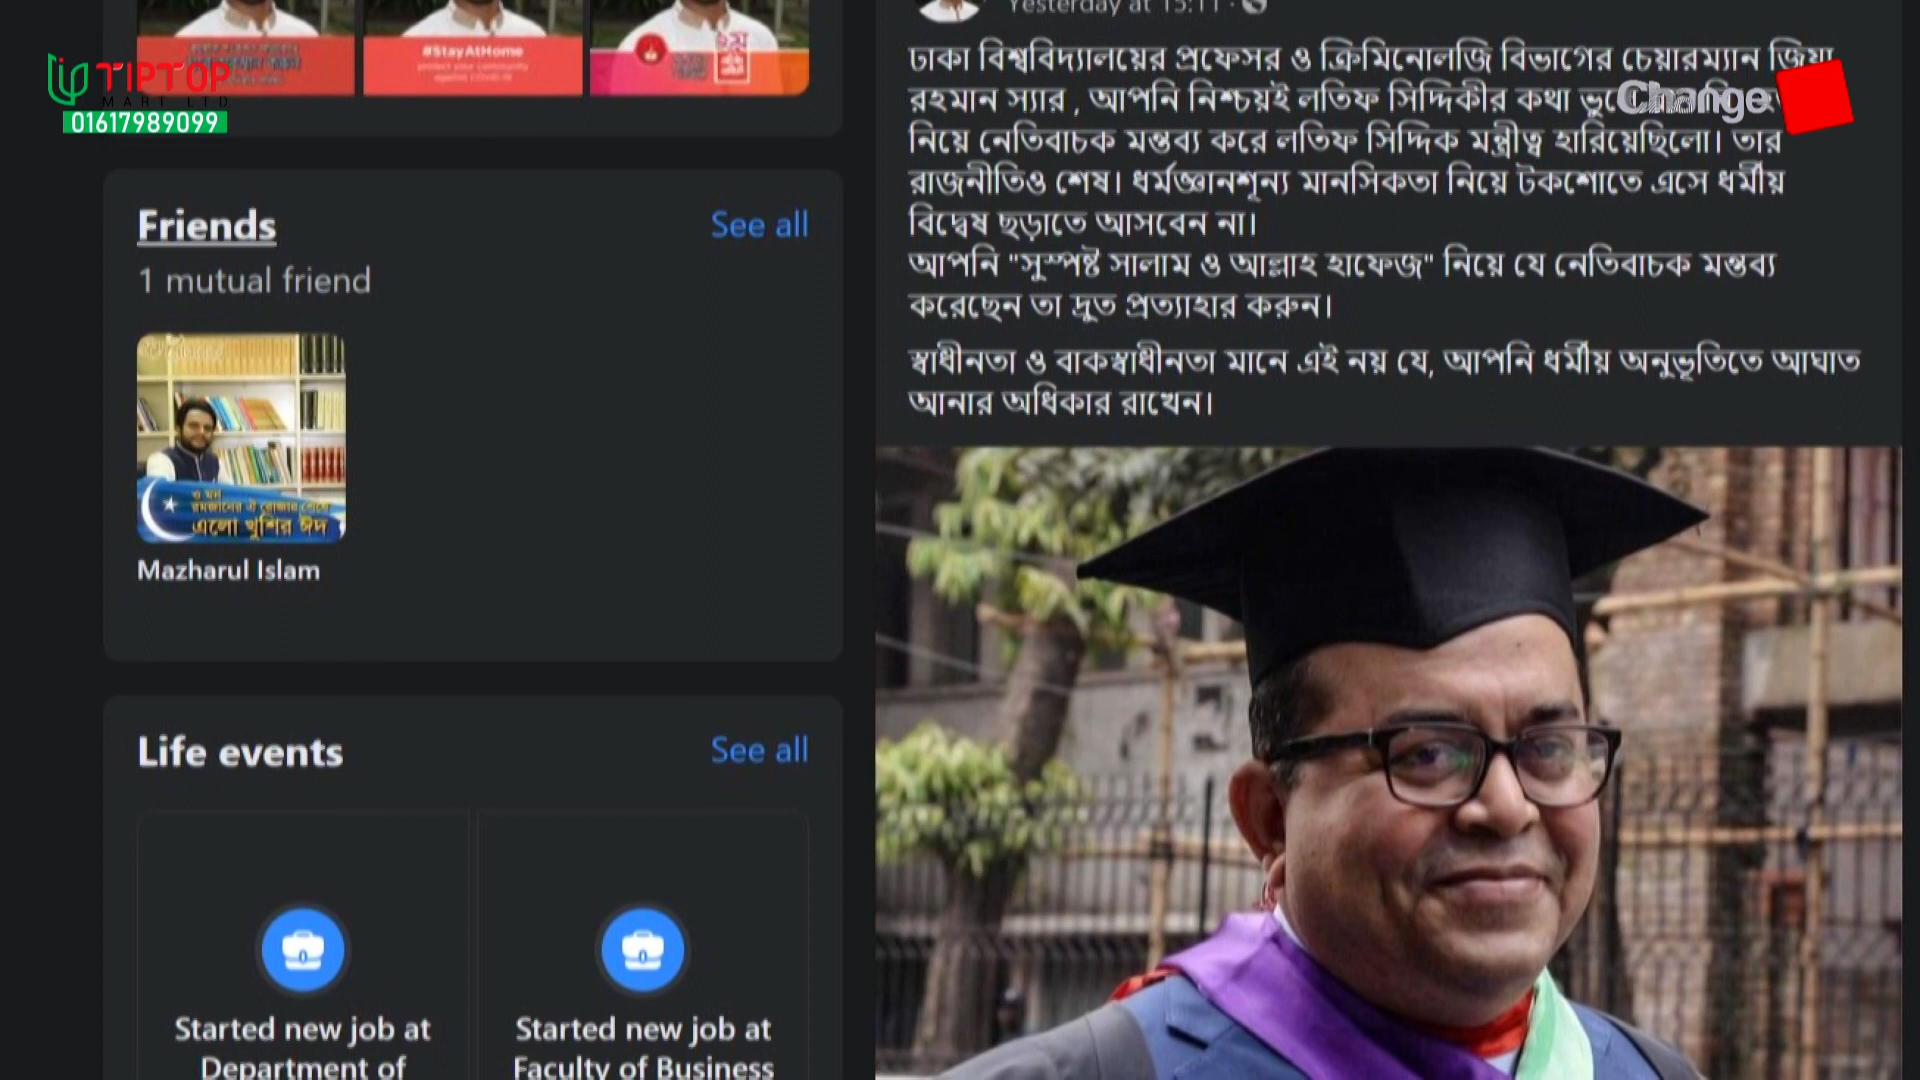 #StayAtHome
TIPTOP
MART LTD
01617989099
Friends
See all
1 mutual friend
ও মন
রমজানের ঐ রোজার শেষে
এলো খুশির ঈদ
Mazharul Islam
Life events
See all
Started new job at
Department of
Started new job at
Faculty of Business
Yesterday at 15:11
ঢাকা বিশ্ববিদ্যালয়ের প্রফেসর ও ক্রিমিনোলজি বিভাগের চেয়ারম্যান জিয়া
রহমান স্যার , আপনি নিশ্চয়ই লতিফ সিদ্দিকীর কথা
Change
নিয়ে নেতিবাচক মন্তব্য করে লতিফ সিদ্দিক মন্ত্রীত্ব হারিয়েছিলো। তার
রাজনীতিও শেষ। ধর্মজ্ঞানশূন্য মানসিকতা নিয়ে টকশোতে এসে ধর্মীয়
বিদ্বেষ ছড়াতে আসবেন না।
আপনি "সুস্পষ্ট সালাম ও আল্লাহ হাফেজ" নিয়ে যে নেতিবাচক মন্তব্য
করেছেন তা দ্রুত প্রত্যাহার করুন।
স্বাধীনতা ও বাকস্বাধীনতা মানে এই নয় যে, আপনি ধর্মীয় অনুভূতিতে আঘাত
আনার অধিকার রাখেন।